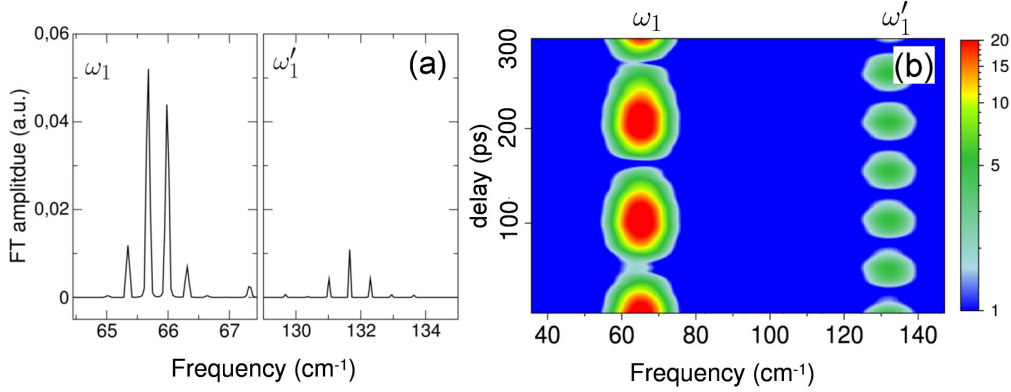 ω₁ ω₁′
0,06
ω₁ ω₁′ (a)
0,04
0,02
0
FT amplitdue (a.u.)
65 66 67 130 132 134
Frequency (cm⁻¹)
(b)
300
200
100
delay (ps)
40 60 80 100 120 140
Frequency (cm⁻¹)
20
15
10
5
1